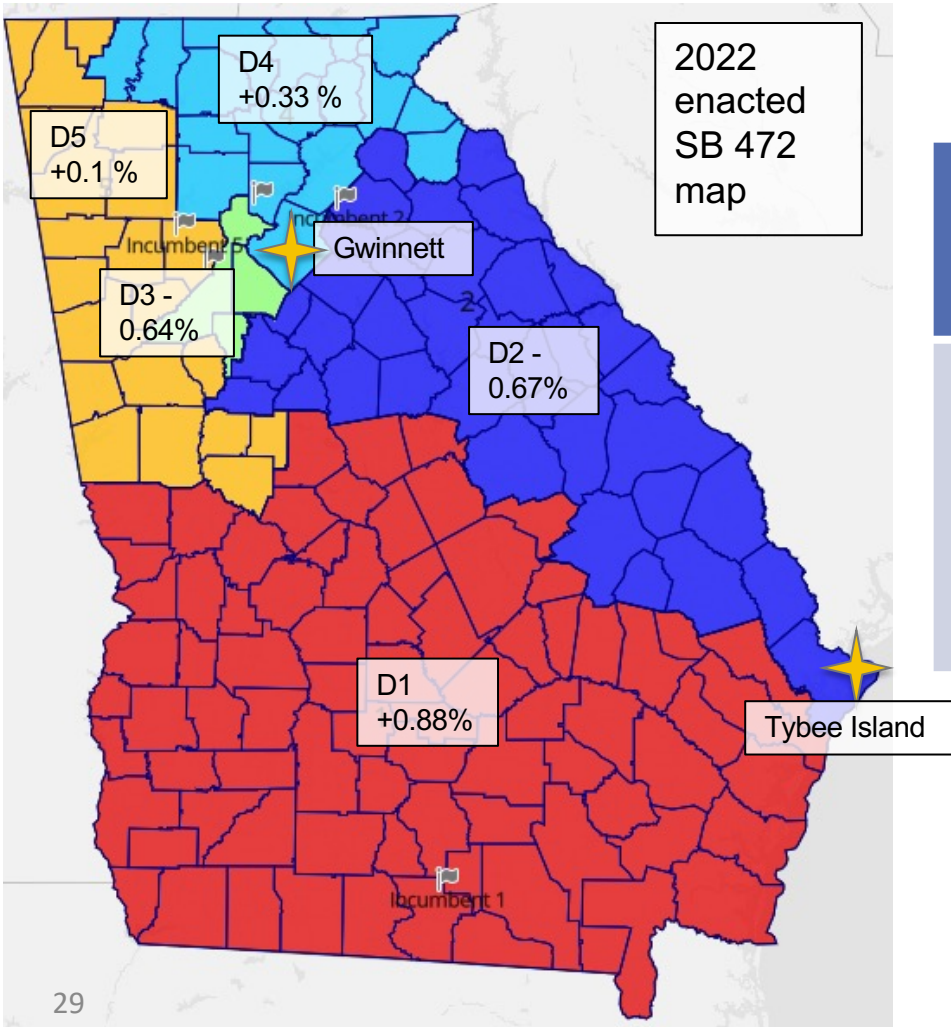 2022
enacted
SB 472
map
D4
+0.33 %
4
D5
+0.1 %
Incumbent 2
Incumbent 5
Gwinnett
D3 -
0.64%
2
D2 -
0.67%
D1
+0.88%
Tybee Island
Incumbent 1
29